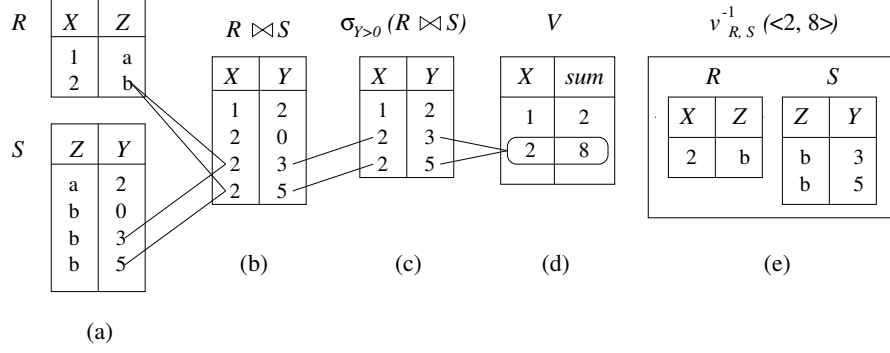 R
X Z
1 a
2 b
S
Z Y
a 2
b 0
b 3
b 5
(a)
R ⋈ S
X Y
1 2
2 0
2 3
2 5
(b)
σY>0 (R ⋈ S)
X Y
1 2
2 3
2 5
(c)
V
X sum
1 2
2 8
(d)
v⁻¹R, S (<2, 8>)
R
X Z
2 b
S
Z Y
b 3
b 5
(e)